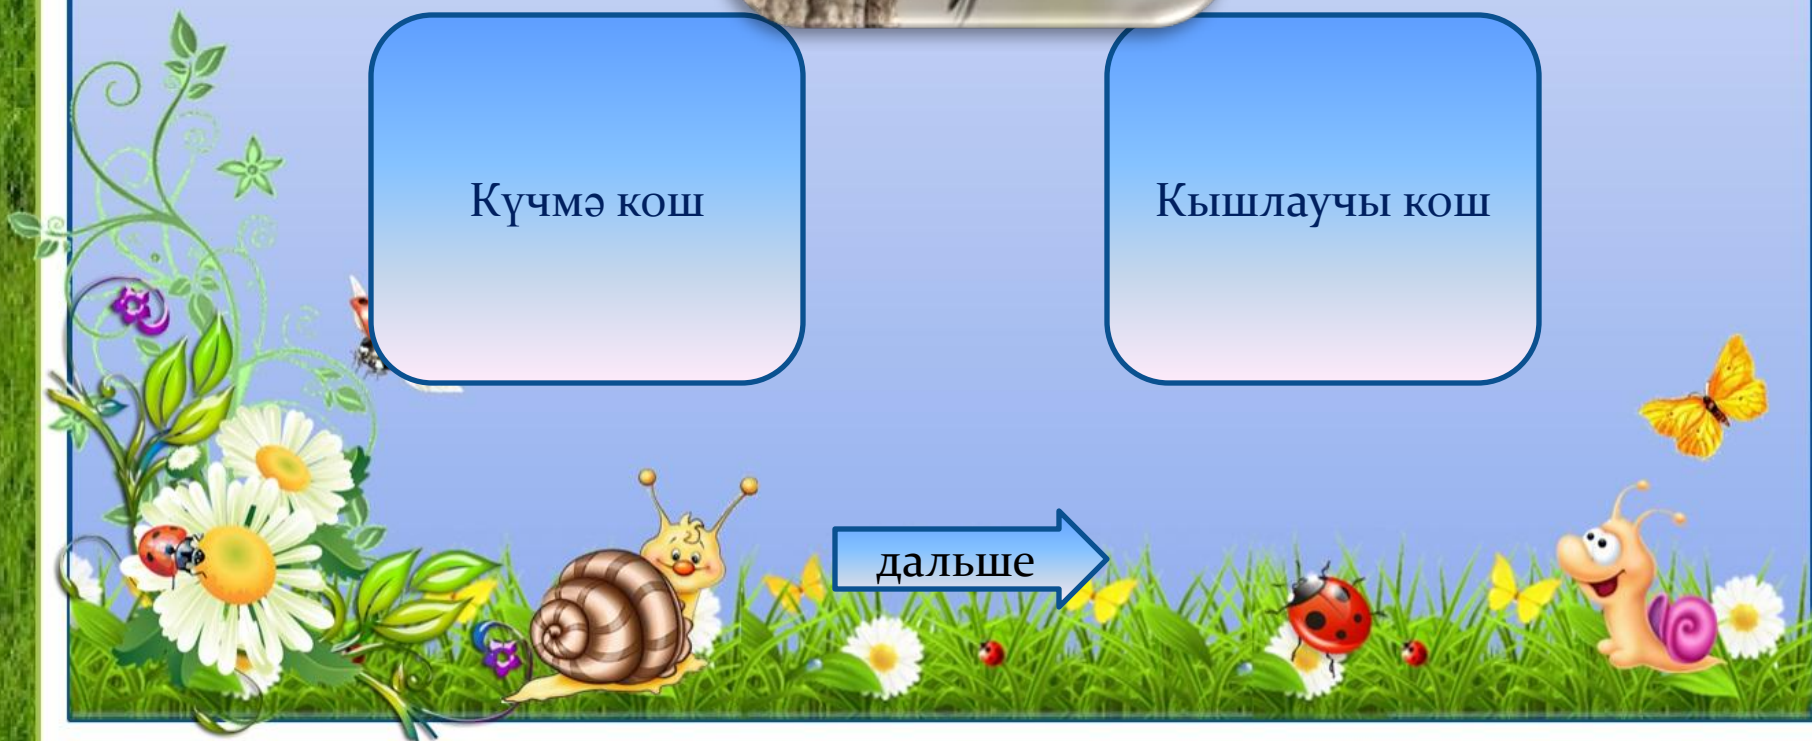 Күчмә кош
Кышлаучы кош
дальше